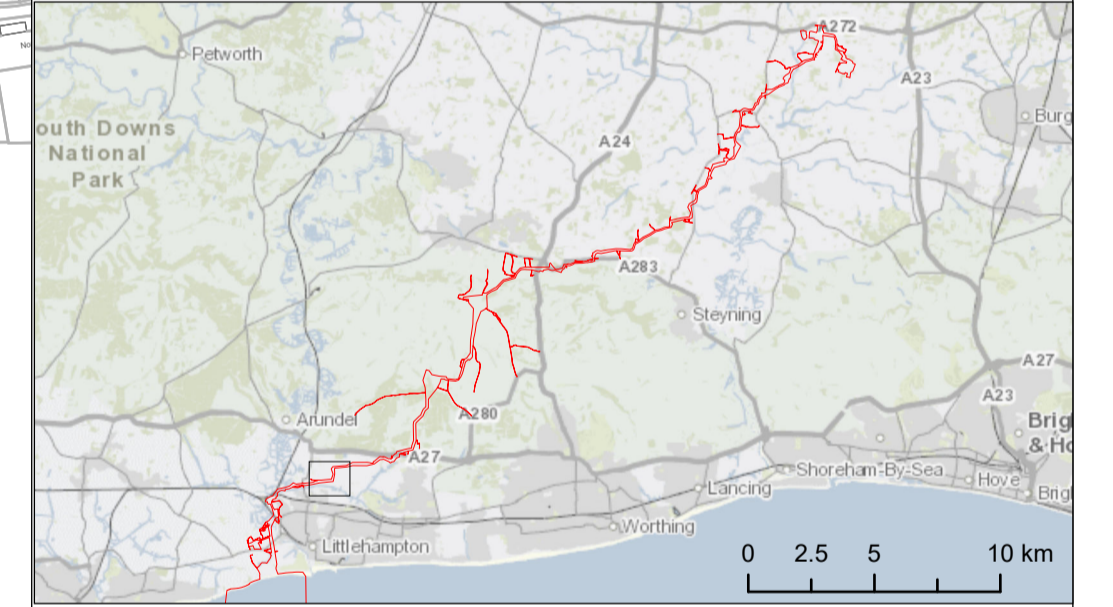 No
Petworth
A272
A23
Burg
outh Downs
National
Park
A24
A283
Steyning
A27
A23
Arundel
A280
Brig
& Ho
A27
Shoreham-By-Sea
Hove
Lancing
Brig
Worthing
Littlehampton
0 2.5 5 10 km